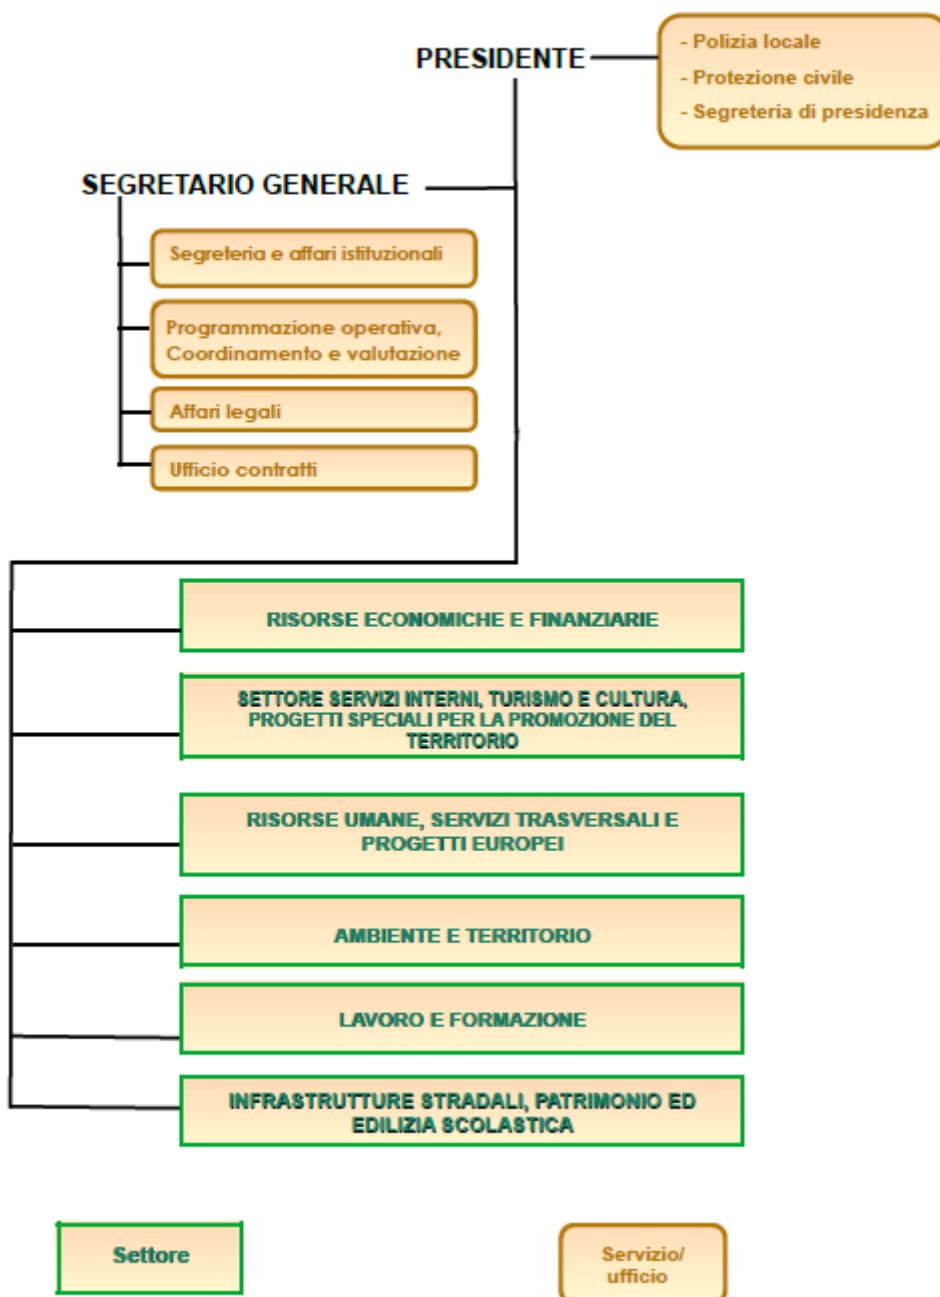 PRESIDENTE
- Polizia locale
- Protezione civile
- Segreteria di presidenza
SEGRETARIO GENERALE
Segreteria e affari istituzionali
Programmazione operativa,
Coordinamento e valutazione
Affari legali
Ufficio contratti
RISORSE ECONOMICHE E FINANZIARIE
SETTORE SERVIZI INTERNI, TURISMO E CULTURA,
PROGETTI SPECIALI PER LA PROMOZIONE DEL
TERRITORIO
RISORSE UMANE, SERVIZI TRASVERSALI E
PROGETTI EUROPEI
AMBIENTE E TERRITORIO
LAVORO E FORMAZIONE
INFRASTRUTTURE STRADALI, PATRIMONIO ED
EDILIZIA SCOLASTICA
Settore
Servizio/
ufficio